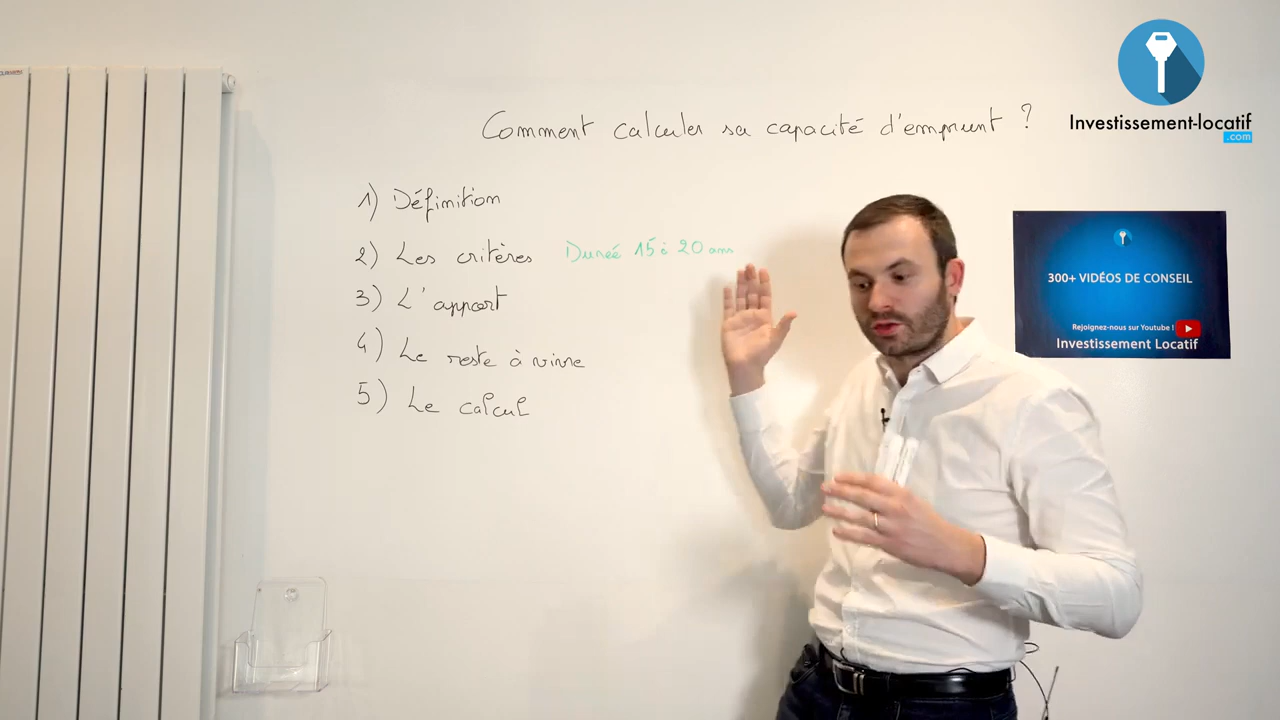 Comment calculer sa capacité d'emprunt ?
1) Définition
2) Les critères Dureé 15 à 20 ans
3) L'apport
4) Le reste à vivre
5) Le calcul
Investissement-locatif
.com
300+ VIDÉOS DE CONSEIL
Rejoignez-nous sur Youtube !
Investissement Locatif